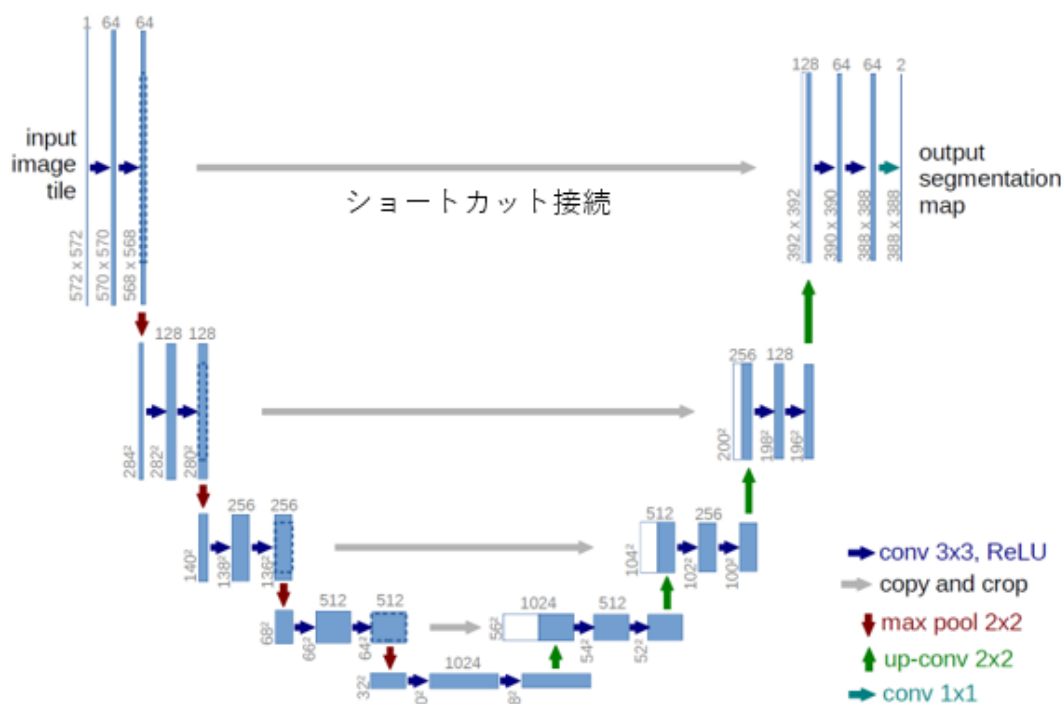 1 64 64
128 64 64 2
input
image
tile
output
segmentation
map
ショートカット接続
572 x 572
570 x 570
568 x 568
392 x 392
390 x 390
388 x 388
388 x 388
128 128
256 128
284²
282²
280²
200²
198²
196²
256 256
512 256
140²
138²
136²
104²
102²
100²
512 512
1024 512
68²
66²
64²
56²
54²
52²
1024
32²
0²
8²
conv 3x3, ReLU
copy and crop
max pool 2x2
up-conv 2x2
conv 1x1